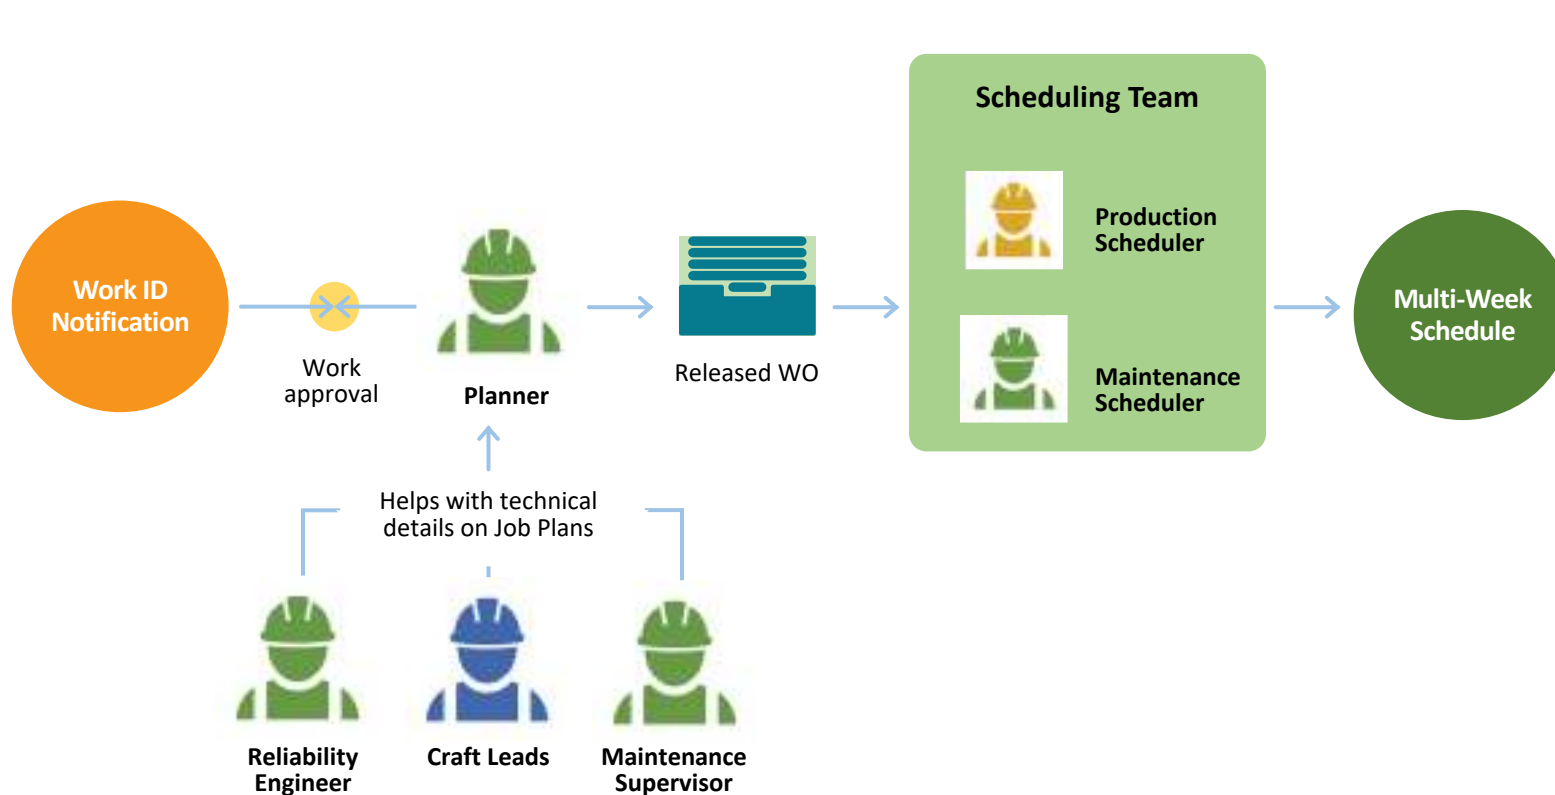 Scheduling Team
Production
Scheduler
Work ID
Notification
Multi-Week
Schedule
Work
approval
Planner
Released WO
Maintenance
Scheduler
Helps with technical
details on Job Plans
Reliability
Engineer
Craft Leads
Maintenance
Supervisor